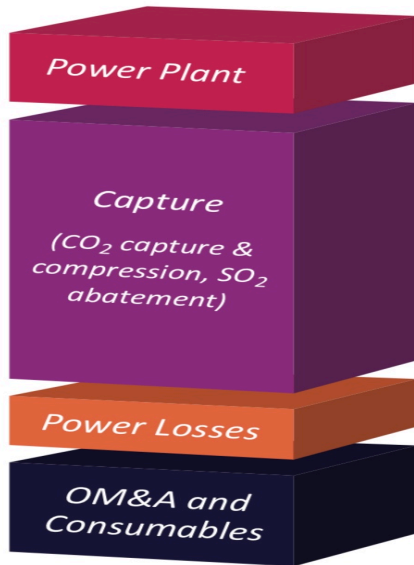 Power Plant
Capture
(CO₂ capture &
compression, SO₂
abatement)
Power Losses
OM&A and
Consumables